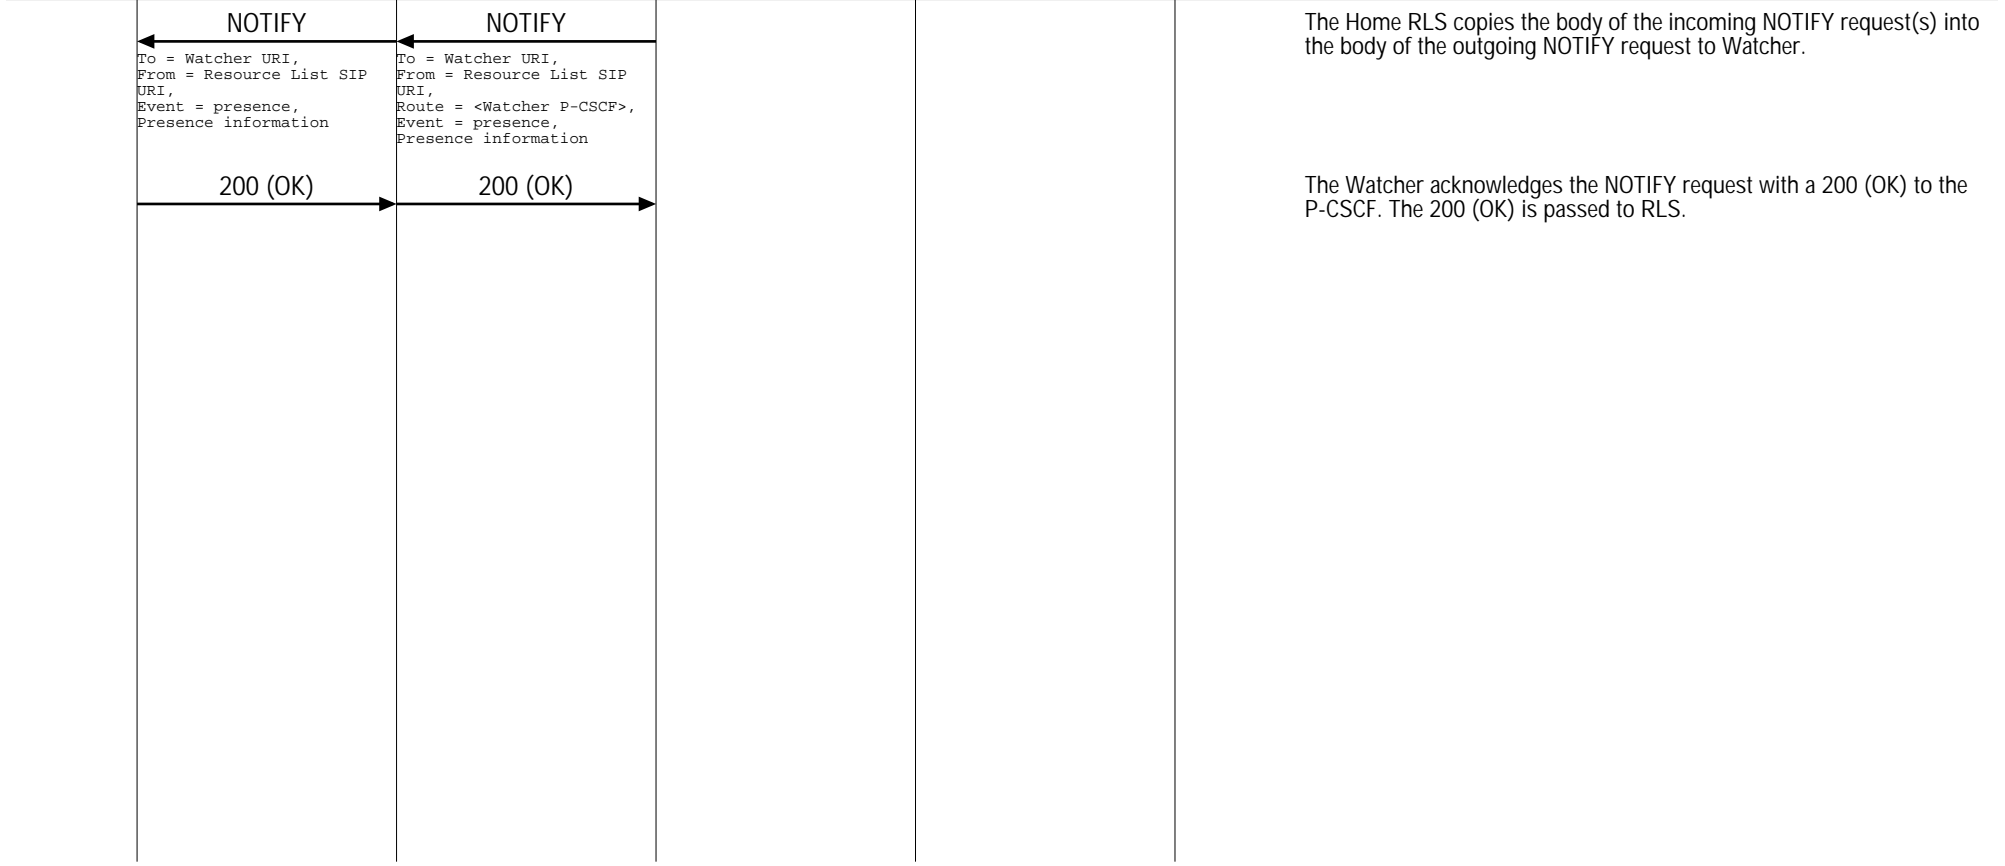 NOTIFY
NOTIFY
The Home RLS copies the body of the incoming NOTIFY request(s) into
the body of the outgoing NOTIFY request to Watcher.
To = Watcher URI,
From = Resource List SIP
URI,
Event = presence,
Presence information
To = Watcher URI,
From = Resource List SIP
URI,
Route = <Watcher P-CSCF>,
Event = presence,
Presence information
200 (OK)
200 (OK)
The Watcher acknowledges the NOTIFY request with a 200 (OK) to the
P-CSCF. The 200 (OK) is passed to RLS.